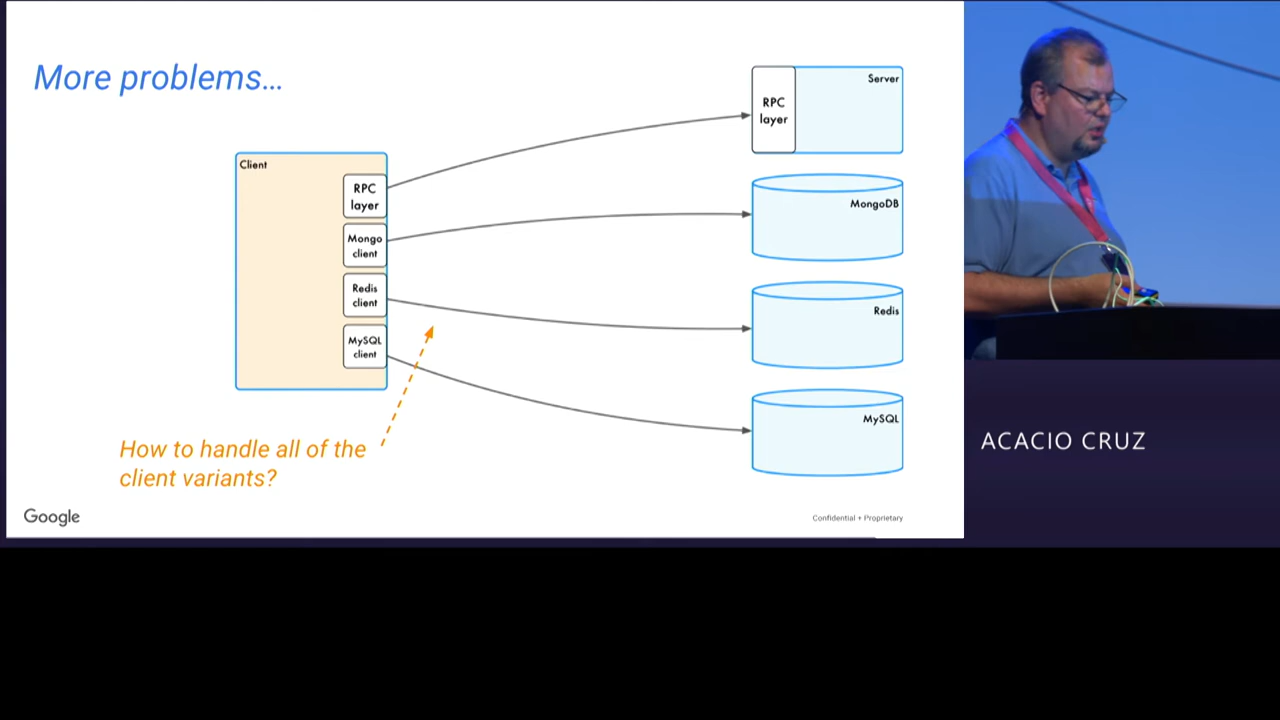 More problems…
Client
RPC
layer
Mongo
client
Redis
client
MySQL
client
RPC
layer
Server
MongoDB
Redis
MySQL
How to handle all of the
client variants?
Google
Confidential + Proprietary
ACACIO CRUZ